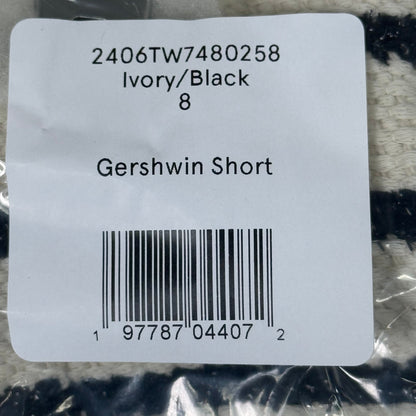 2406TW7480258
Ivory/Black
8
Gershwin Short
1 97787 04407 2